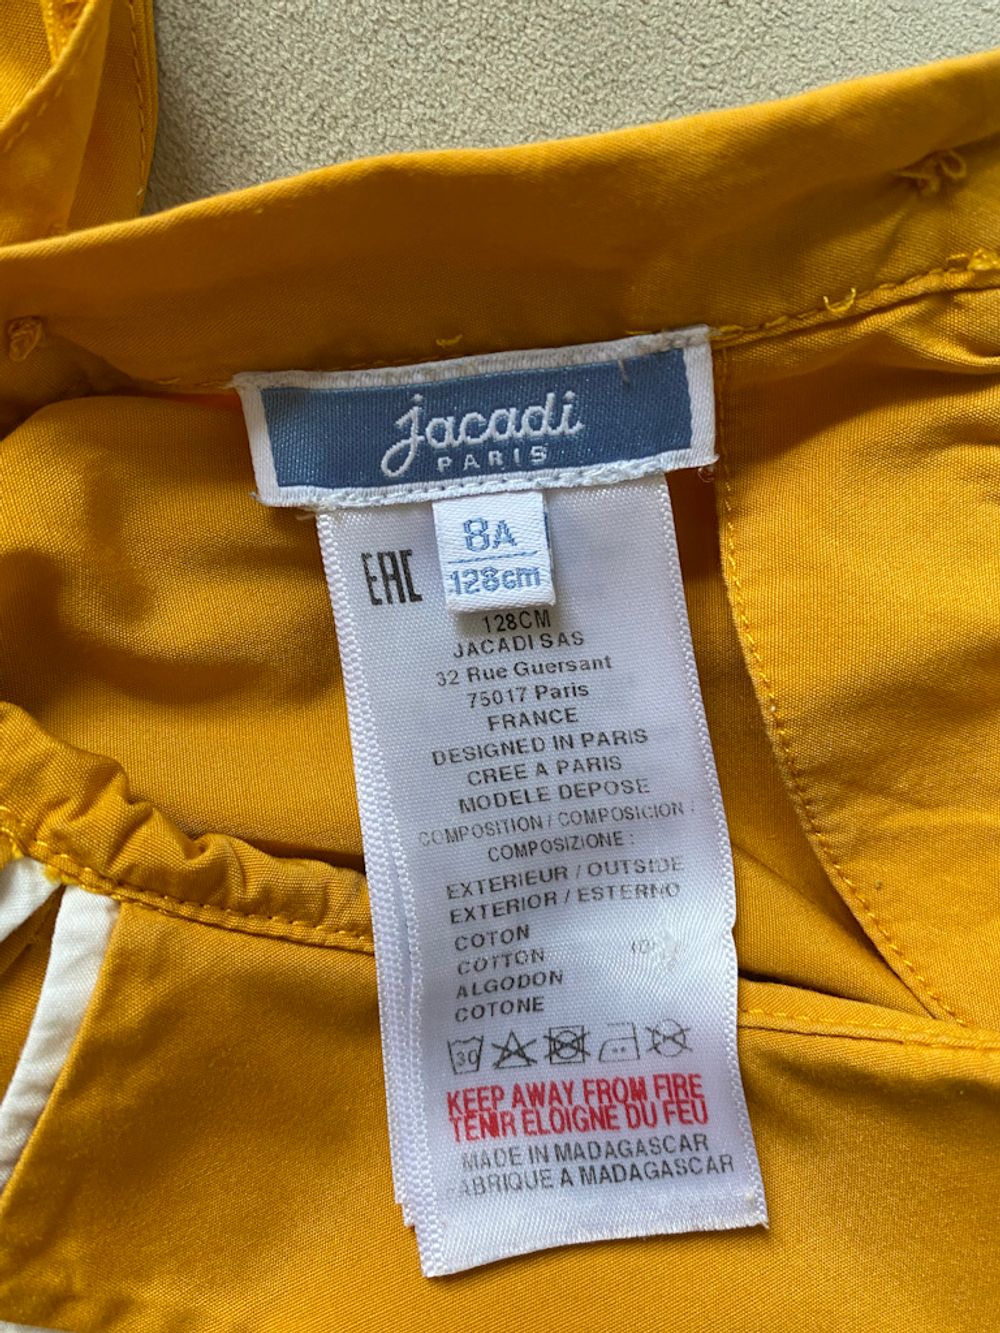 jacadi
PARIS
8A
128cm
EAC
128CM
JACADI SAS
32 Rue Guersant
75017 Paris
FRANCE
DESIGNED IN PARIS
CREE A PARIS
MODELE DEPOSE
COMPOSITION / COMPOSICION /
COMPOSIZIONE :
EXTERIEUR / OUTSIDE
EXTERIOR / ESTERNO
COTON
COTTON
ALGODON
COTONE
30
KEEP AWAY FROM FIRE
TENIR ELOIGNE DU FEU
MADE IN MADAGASCAR
FABRIQUE A MADAGASCAR